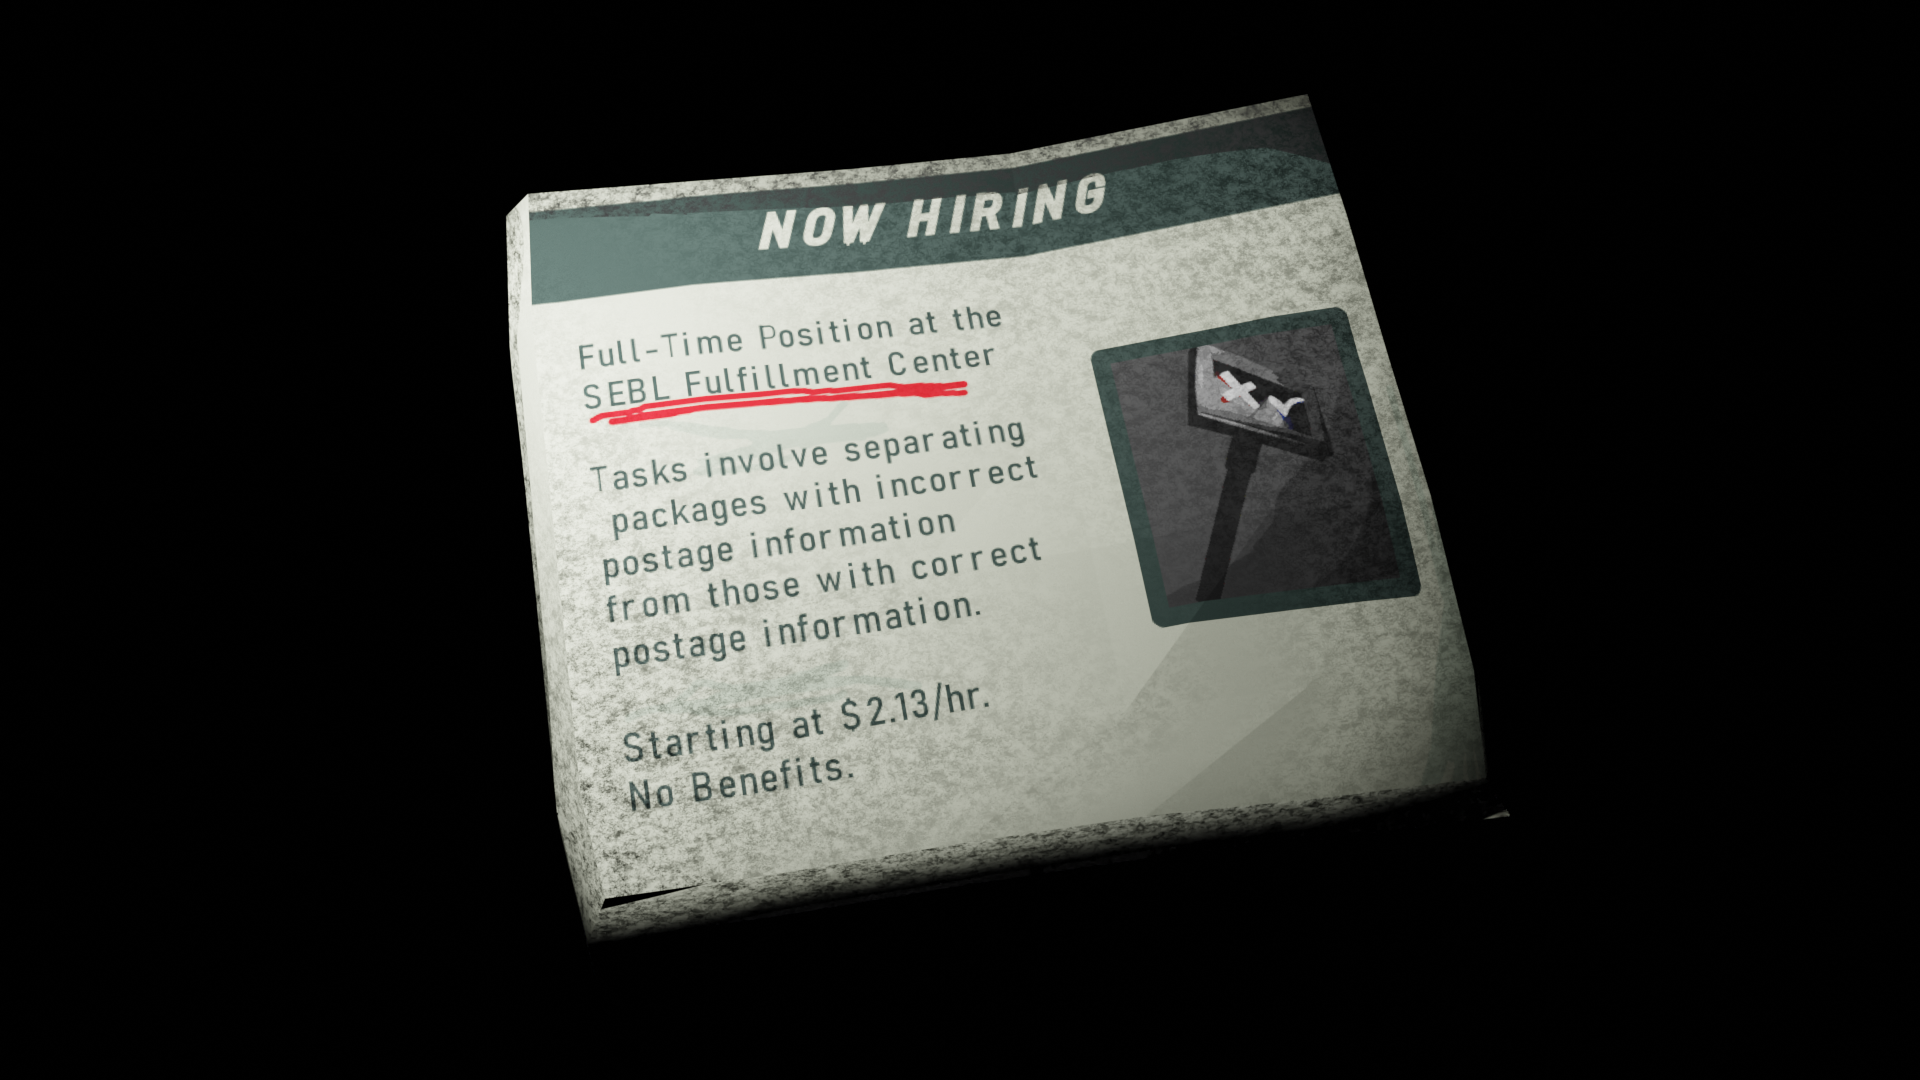 NOW HIRING
Full-Time Position at the
SEBL Fulfillment Center
Tasks involve separating
packages with incorrect
postage information
from those with correct
postage information.
Starting at $2.13/hr.
No Benefits.